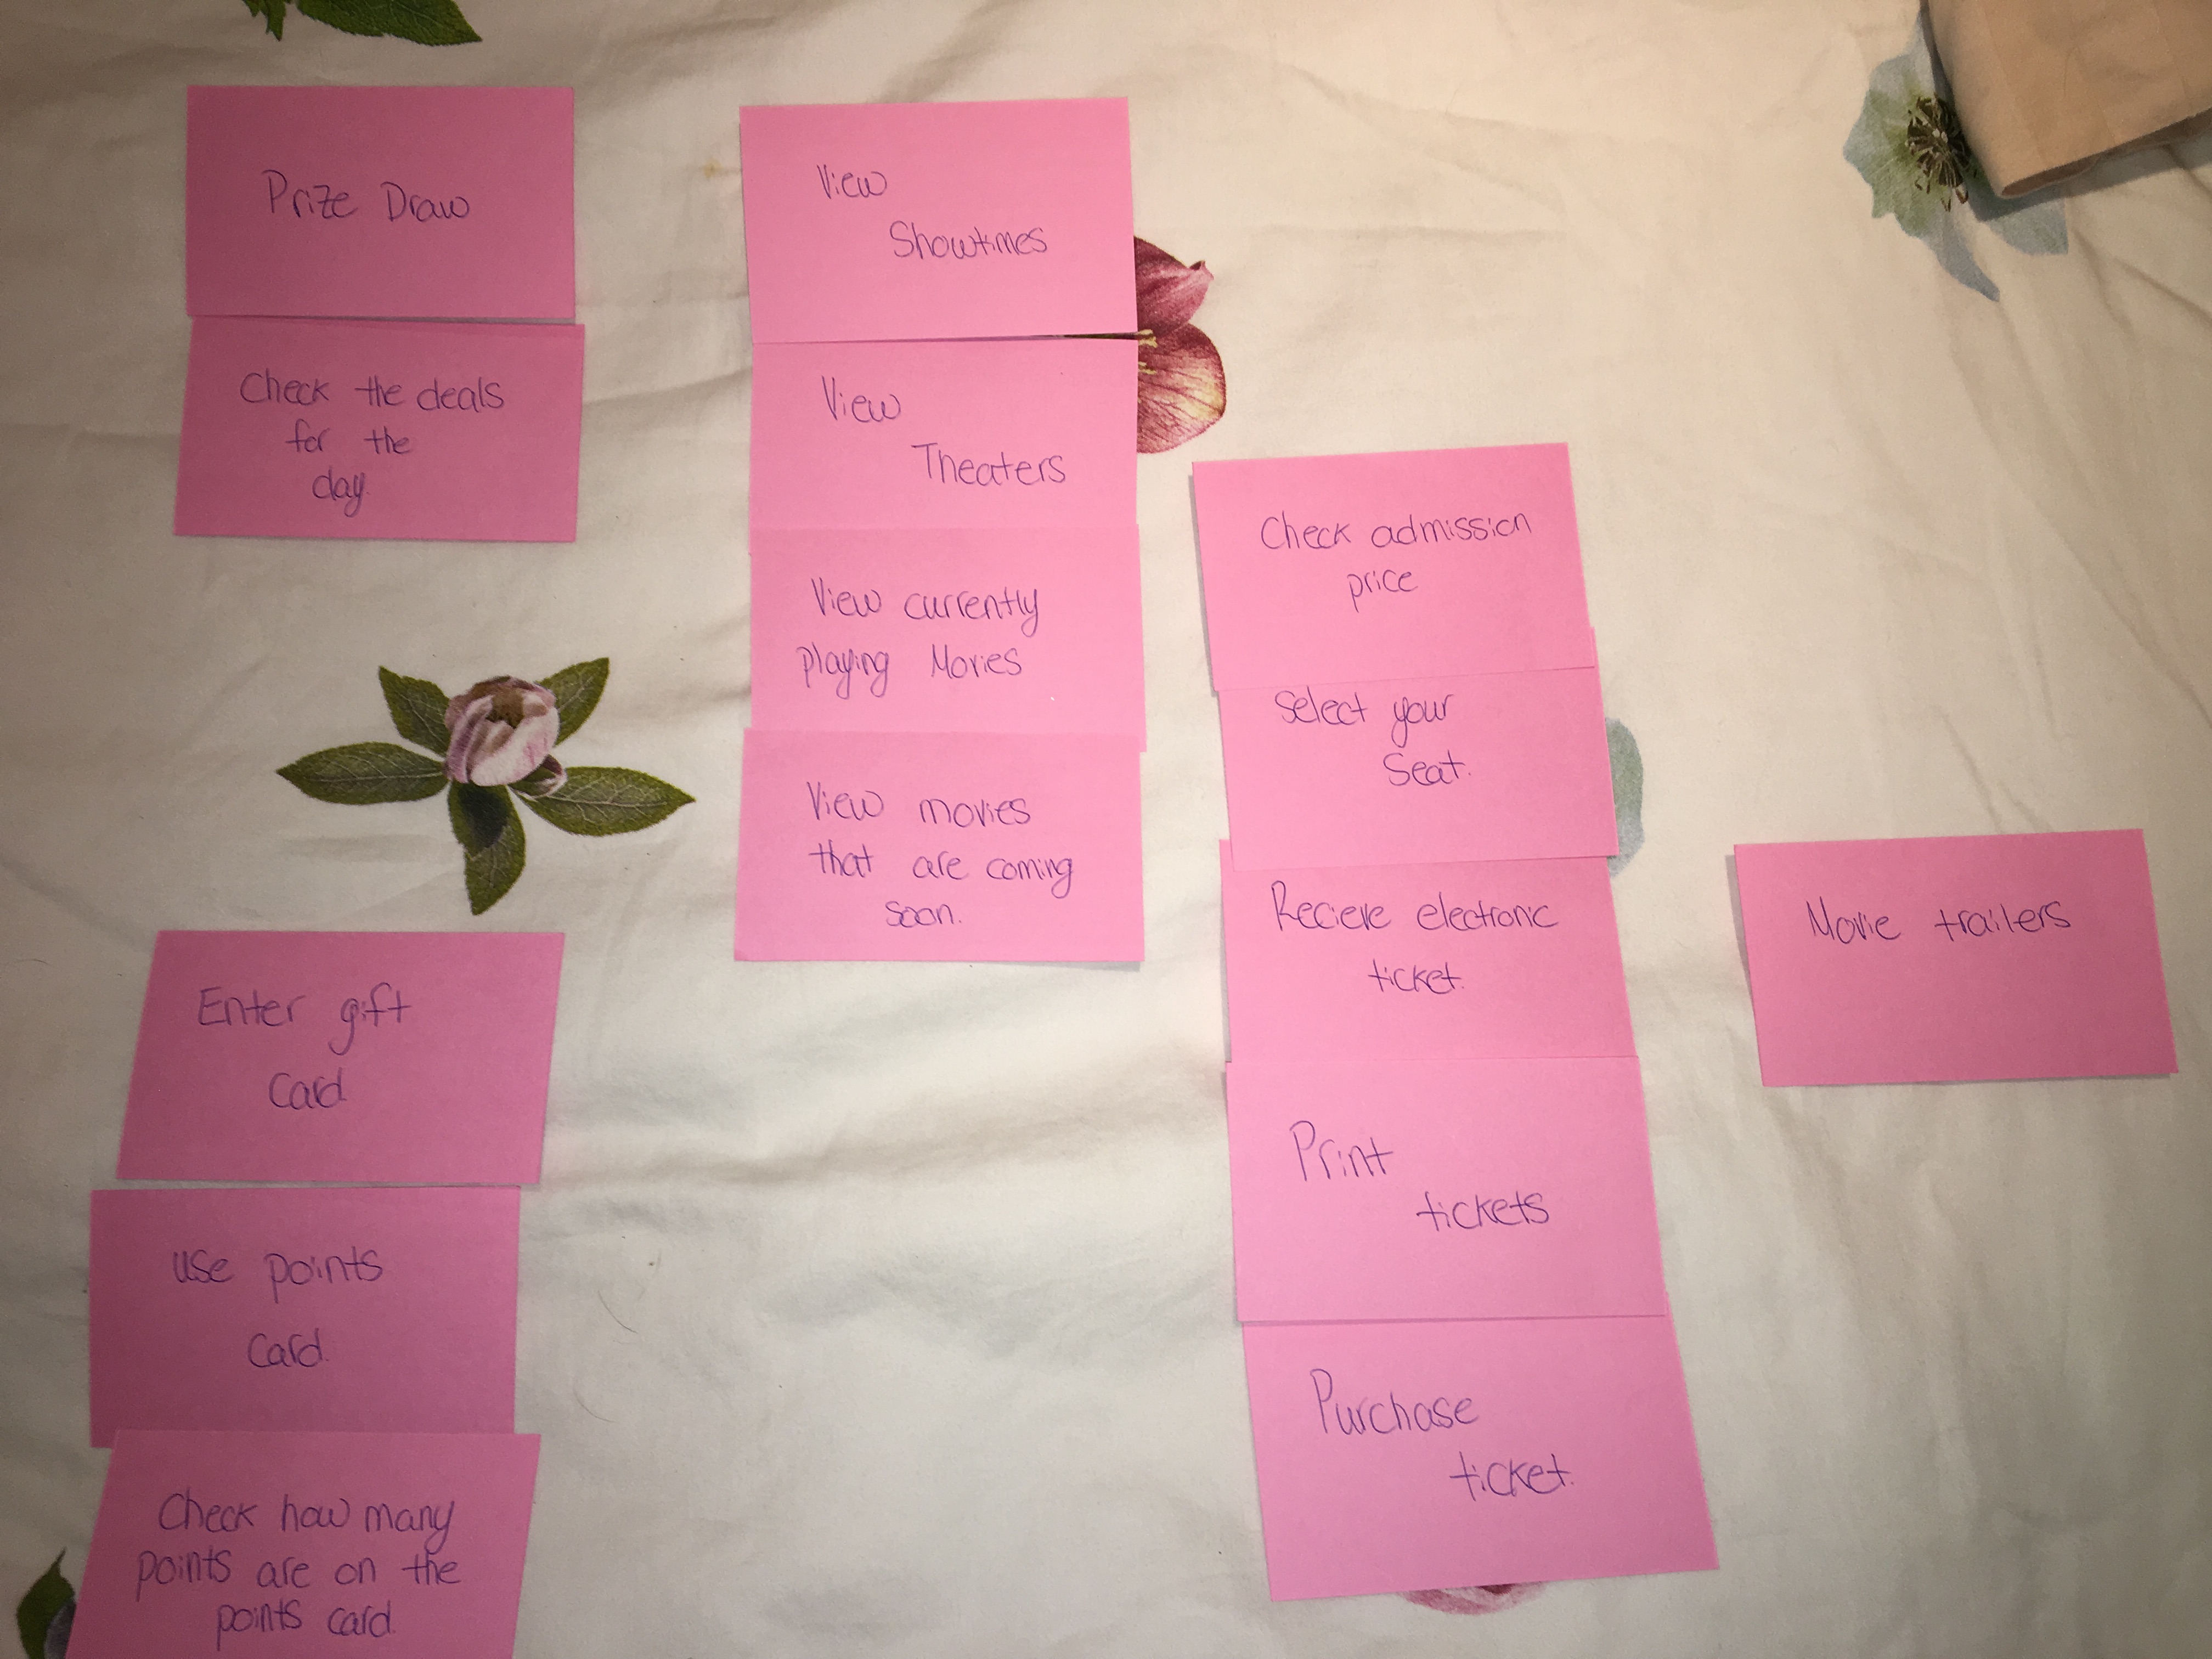 Prize Draw
Check the deals
for the
day.
Enter gift
Card
use points
Card.
Check how many
points are on the
points card.
View
Showtimes
View
Theaters
View currently
playing Movies
View movies
that are coming
soon.
Check admission
price
Select your
Seat.
Recieve electronic
ticket.
Print
tickets
Purchase
ticket.
Movie trailers